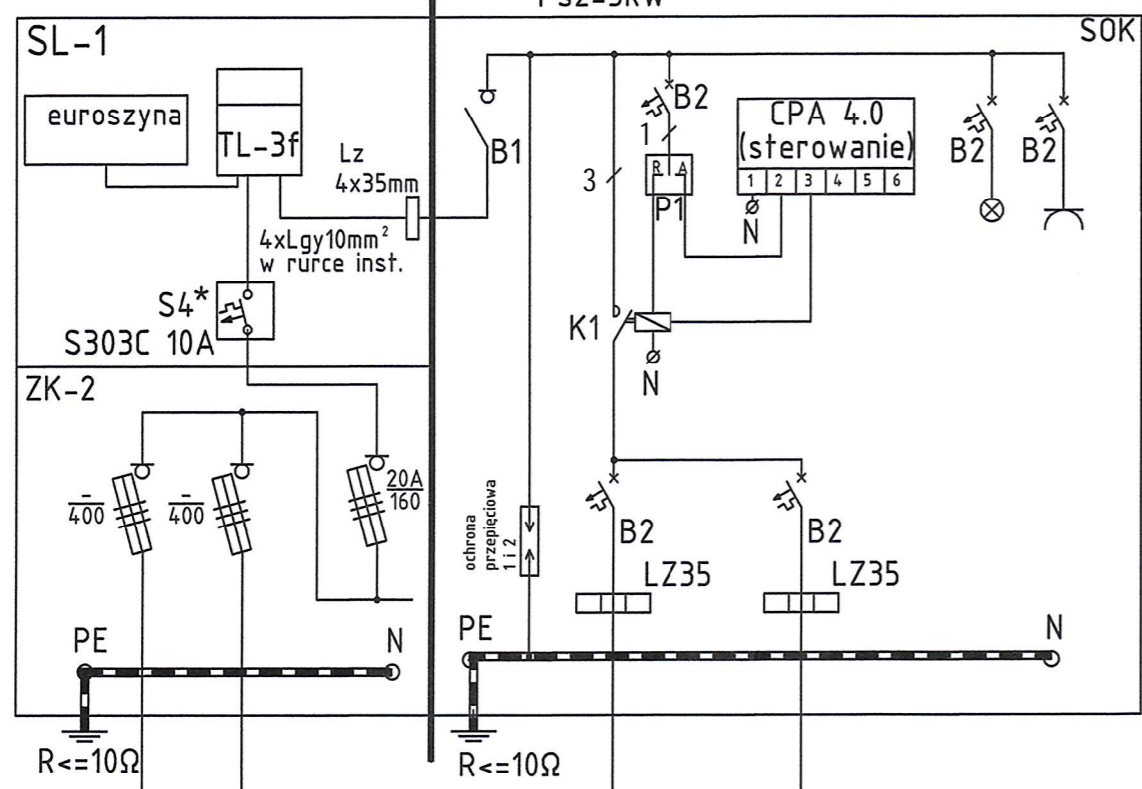 SL-1
euroszyna
TL-3f
Lz
4x35mm
4xLgy10mm²
w rurce inst.
S4*
S303C 10A
ZK-2
-
400
-
400
20A
160
PE
N
R<=10Ω
SOK
B1
B2
1
3
R A
P1
CPA 4.0
(sterowanie)
1 2 3 4 5 6
N
B2
B2
K1
N
ochrona
przepięciowa
1 i 2
B2
B2
LZ35
LZ35
PE
N
R<=10Ω